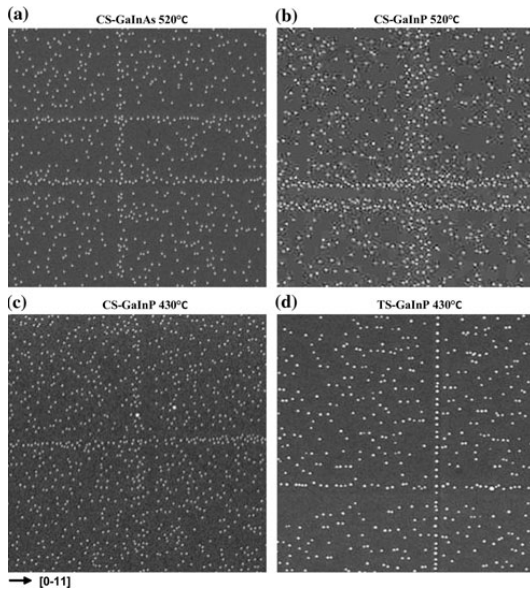 (a) CS-GaInAs 520℃
(b) CS-GaInP 520℃
(c) CS-GaInP 430℃
(d) TS-GaInP 430℃
[0-11]